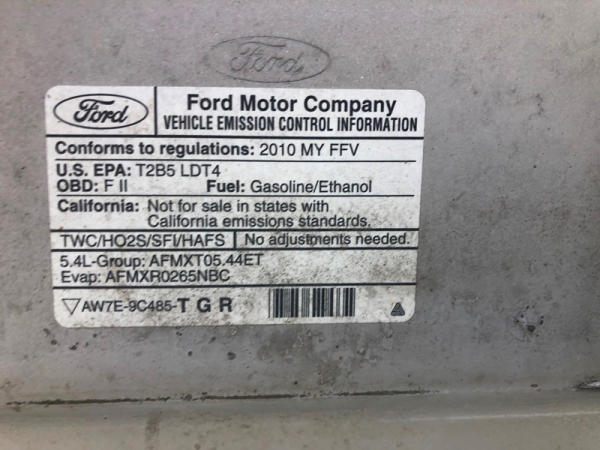 Ford
Ford
Ford Motor Company
VEHICLE EMISSION CONTROL INFORMATION
Conforms to regulations: 2010 MY FFV
U.S. EPA: T2B5 LDT4
OBD: F II Fuel: Gasoline/Ethanol
California: Not for sale in states with
California emissions standards.
TWC/HO2S/SFI/HAFS No adjustments needed.
5.4L-Group: AFMXT05.44ET
Evap: AFMXR0265NBC
AW7E-9C485-T G R